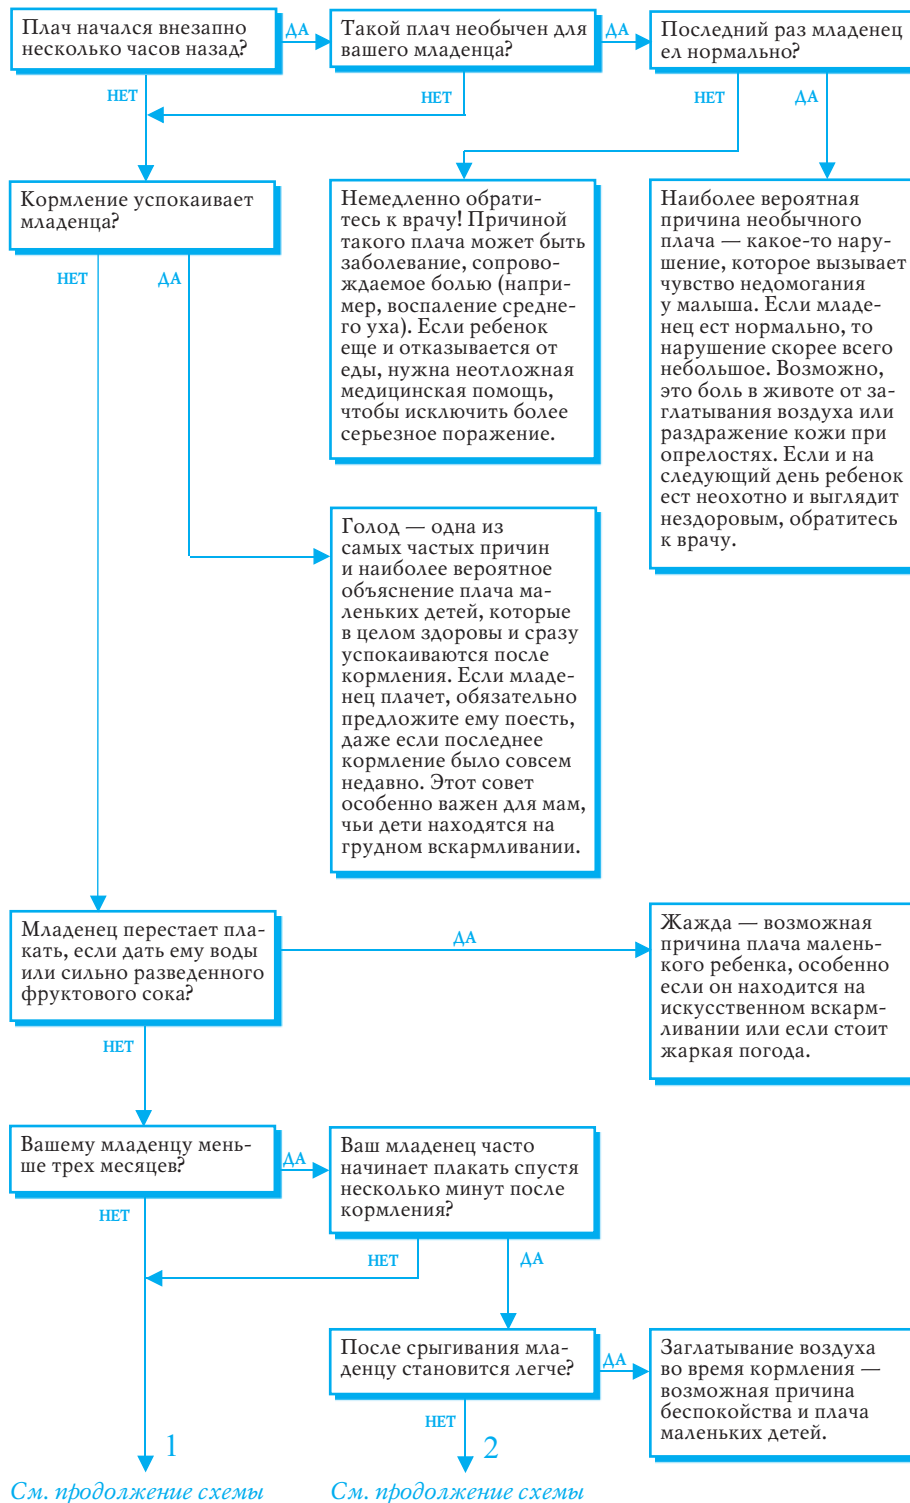 Плач начался внезапно
несколько часов назад?
ДА
Такой плач необычен для
вашего младенца?
ДА
Последний раз младенец
ел нормально?
НЕТ
НЕТ
НЕТ
ДА
Кормление успокаивает
младенца?
НЕТ
ДА
Немедленно обрати-
тесь к врачу! Причиной
такого плача может быть
заболевание, сопрово-
ждаемое болью (напри-
мер, воспаление средне-
го уха). Если ребенок
еще и отказывается от
еды, нужна неотложная
медицинская помощь,
чтобы исключить более
серьезное поражение.
Наиболее вероятная
причина необычного
плача — какое-то нару-
шение, которое вызывает
чувство недомогания
у малыша. Если младе-
нец ест нормально, то
нарушение скорее всего
небольшое. Возможно,
это боль в животе от за-
глатывания воздуха или
раздражение кожи при
опрелостях. Если и на
следующий день ребенок
ест неохотно и выглядит
нездоровым, обратитесь
к врачу.
Голод — одна из
самых частых причин
и наиболее вероятное
объяснение плача ма-
леньких детей, которые
в целом здоровы и сразу
успокаиваются после
кормления. Если младе-
нец плачет, обязательно
предложите ему поесть,
даже если последнее
кормление было совсем
недавно. Этот совет
особенно важен для мам,
чьи дети находятся на
грудном вскармливании.
Младенец перестает пла-
кать, если дать ему воды
или сильно разведенного
фруктового сока?
ДА
Жажда — возможная
причина плача малень-
кого ребенка, особенно
если он находится на
искусственном вскарм-
ливании или если стоит
жаркая погода.
НЕТ
Вашему младенцу мень-
ше трех месяцев?
ДА
Ваш младенец часто
начинает плакать спустя
несколько минут после
кормления?
НЕТ
НЕТ
ДА
После срыгивания мла-
денцу становится легче?
ДА
Заглатывание воздуха
во время кормления —
возможная причина
беспокойства и плача
маленьких детей.
НЕТ
1
2
См. продолжение схемы
См. продолжение схемы